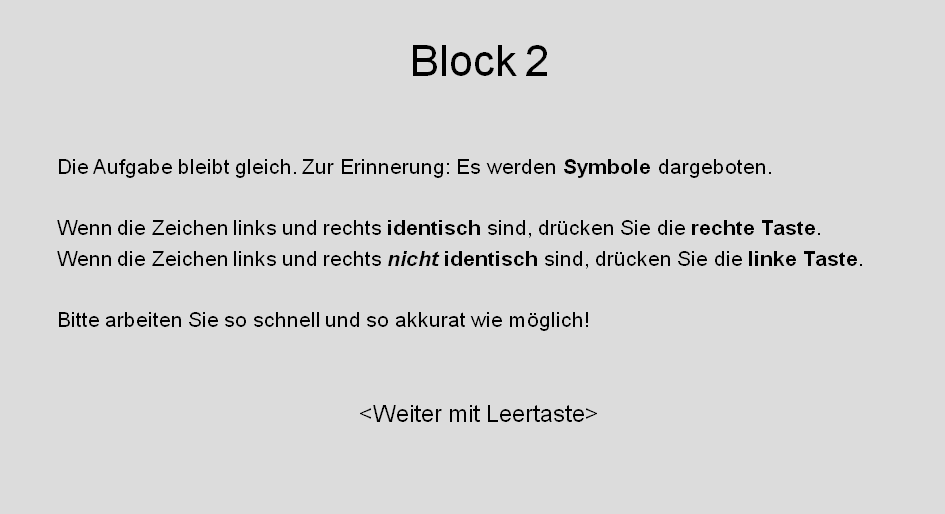 Block 2
Die Aufgabe bleibt gleich. Zur Erinnerung: Es werden Symbole dargeboten.
Wenn die Zeichen links und rechts identisch sind, drücken Sie die rechte Taste.
Wenn die Zeichen links und rechts nicht identisch sind, drücken Sie die linke Taste.
Bitte arbeiten Sie so schnell und so akkurat wie möglich!
<Weiter mit Leertaste>